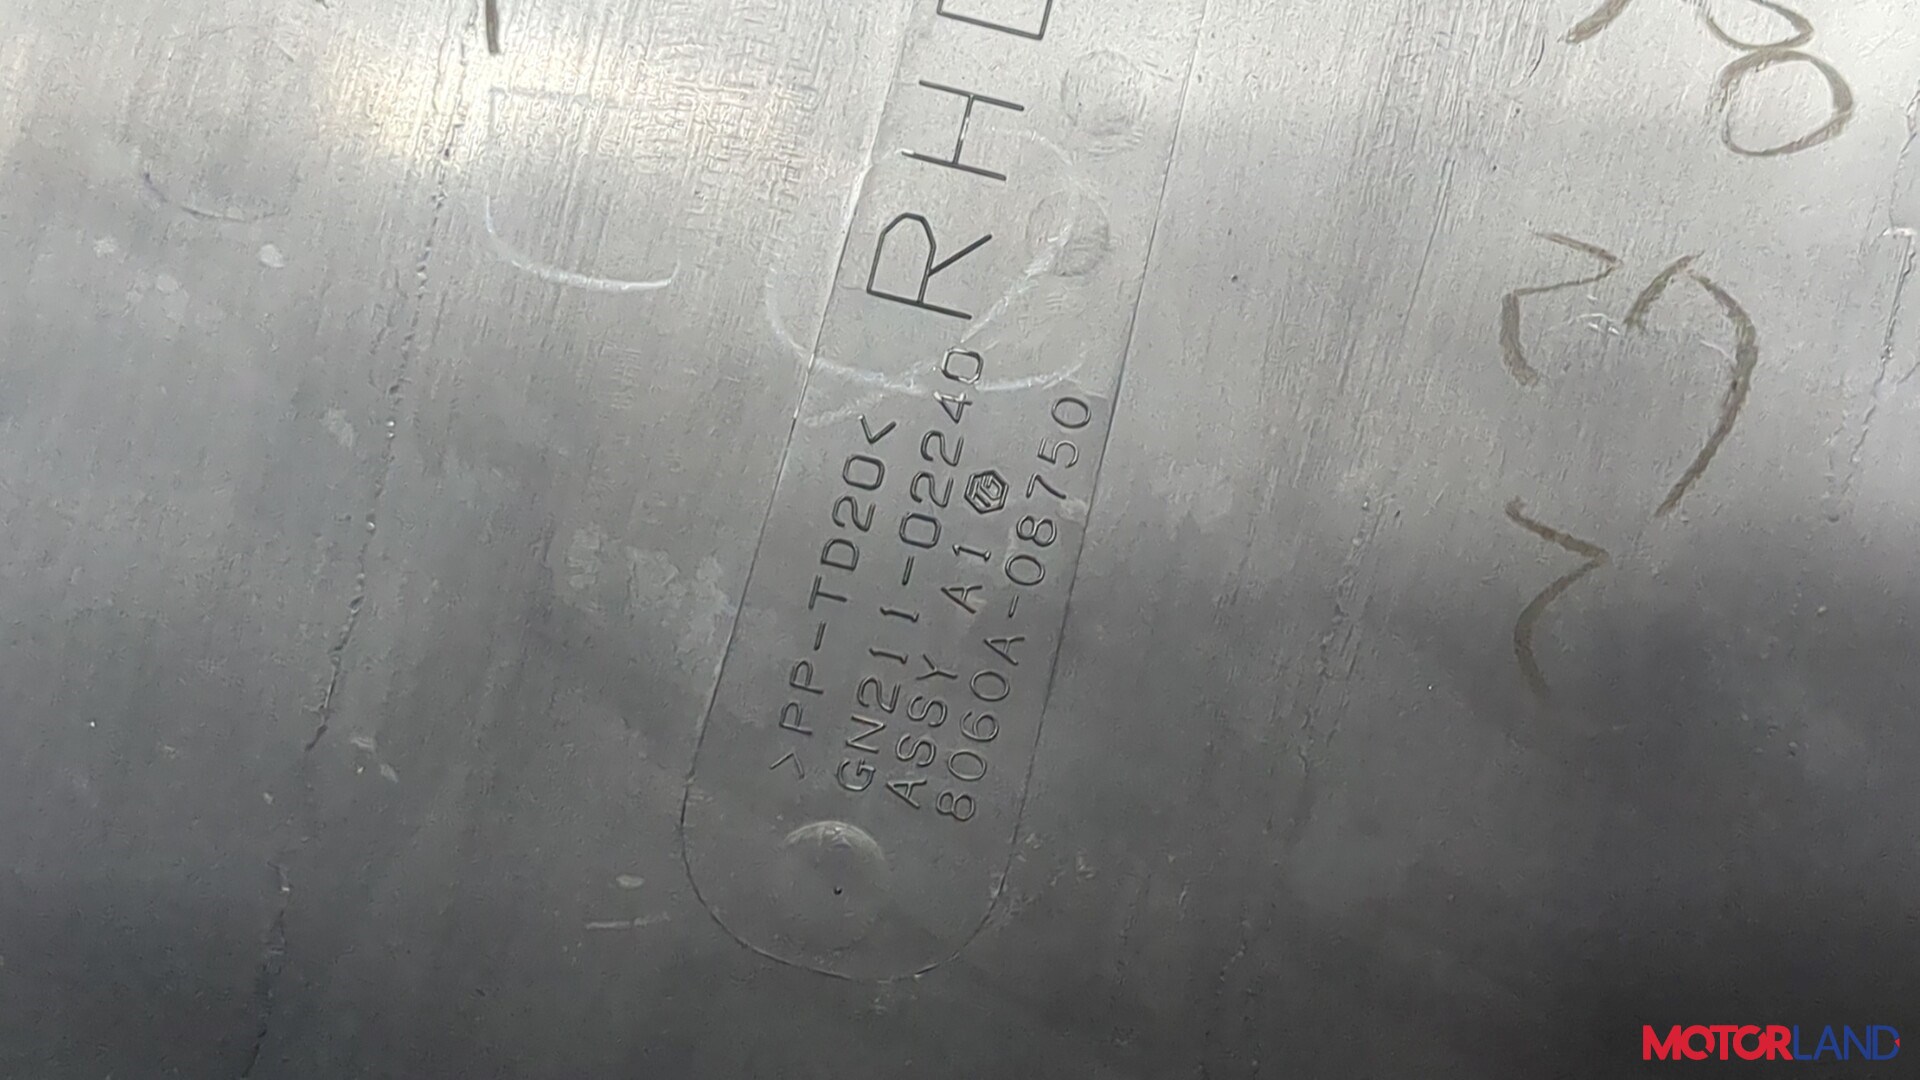 RHD
>PP-TD20<
GN211-02240
ASSY A1
8060A-08750
MOTORLAND